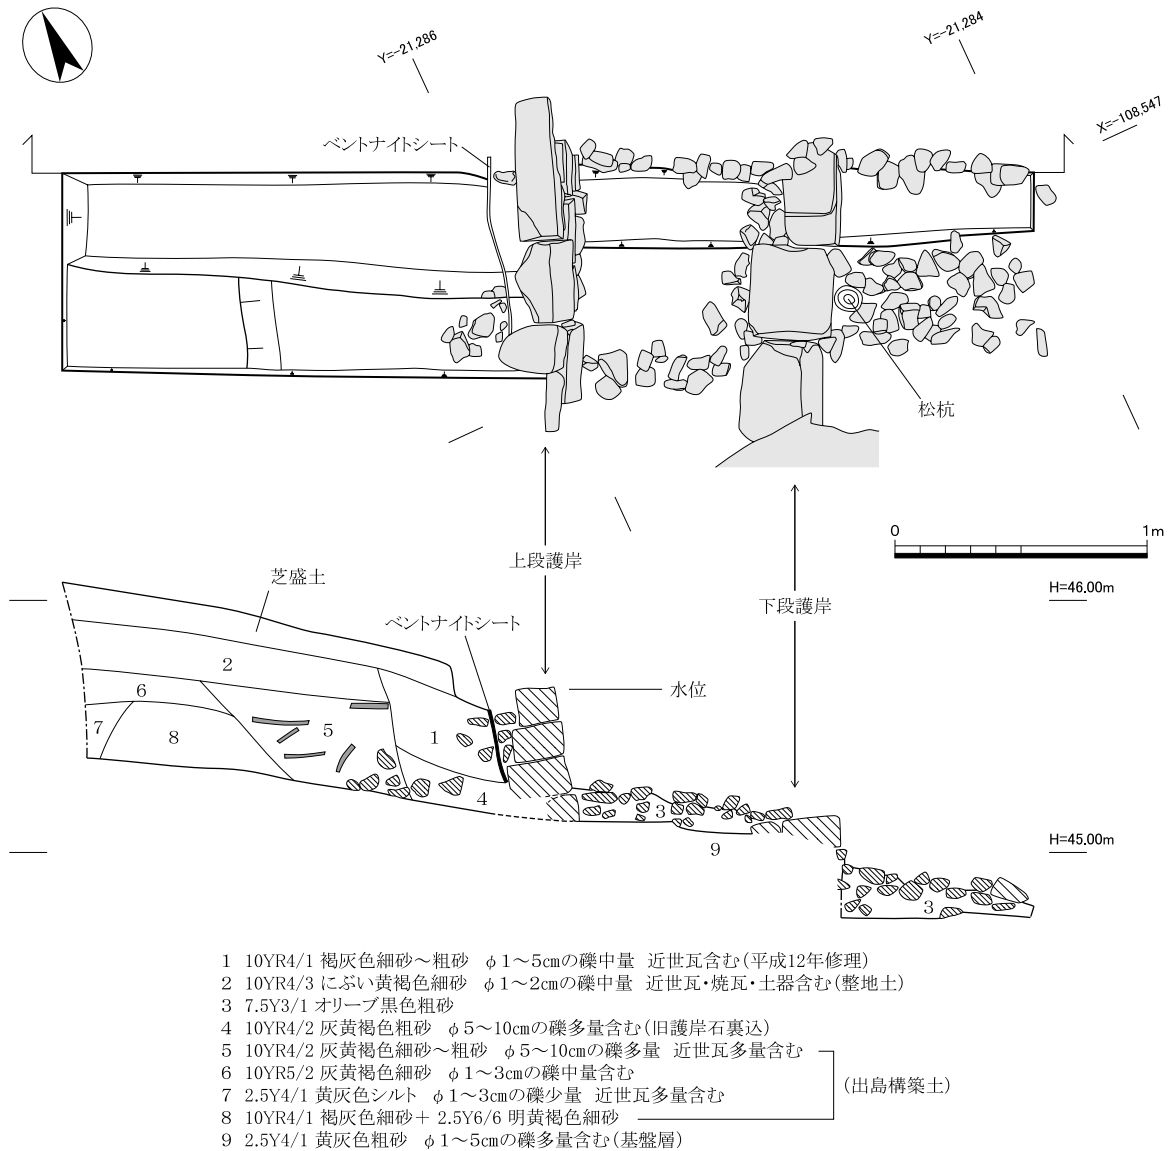 Y=-21,286
Y=-21,284
X=-108,547
ベントナイトシート
松杭
上段護岸
0 1m
芝盛土
H=46.00m
下段護岸
ベントナイトシート
水位
2
6
7
8
5
1
4
3
9
H=45.00m
3
1 10YR4/1 褐灰色細砂～粗砂 φ1～5㎝の礫中量 近世瓦含む(平成12年修理)
2 10YR4/3 にぶい黄褐色細砂 φ1～2㎝の礫中量 近世瓦・焼瓦・土器含む(整地土)
3 7.5Y3/1 オリーブ黒色粗砂
4 10YR4/2 灰黄褐色粗砂 φ5～10㎝の礫多量含む(旧護岸石裏込)
5 10YR4/2 灰黄褐色細砂～粗砂 φ5～10㎝の礫多量 近世瓦多量含む
6 10YR5/2 灰黄褐色細砂 φ1～3㎝の礫中量含む
7 2.5Y4/1 黄灰色シルト φ1～3㎝の礫少量 近世瓦多量含む
(出島構築土)
8 10YR4/1 褐灰色細砂＋2.5Y6/6 明黄褐色細砂
9 2.5Y4/1 黄灰色粗砂 φ1～5㎝の礫多量含む(基盤層)